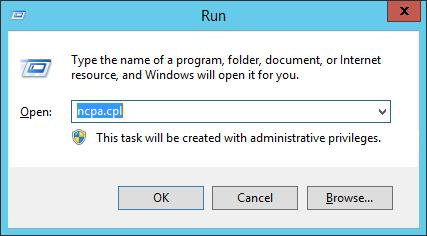 Run
Type the name of a program, folder, document, or Internet
resource, and Windows will open it for you.
Open: ncpa.cpl
This task will be created with administrative privileges.
OK Cancel Browse...